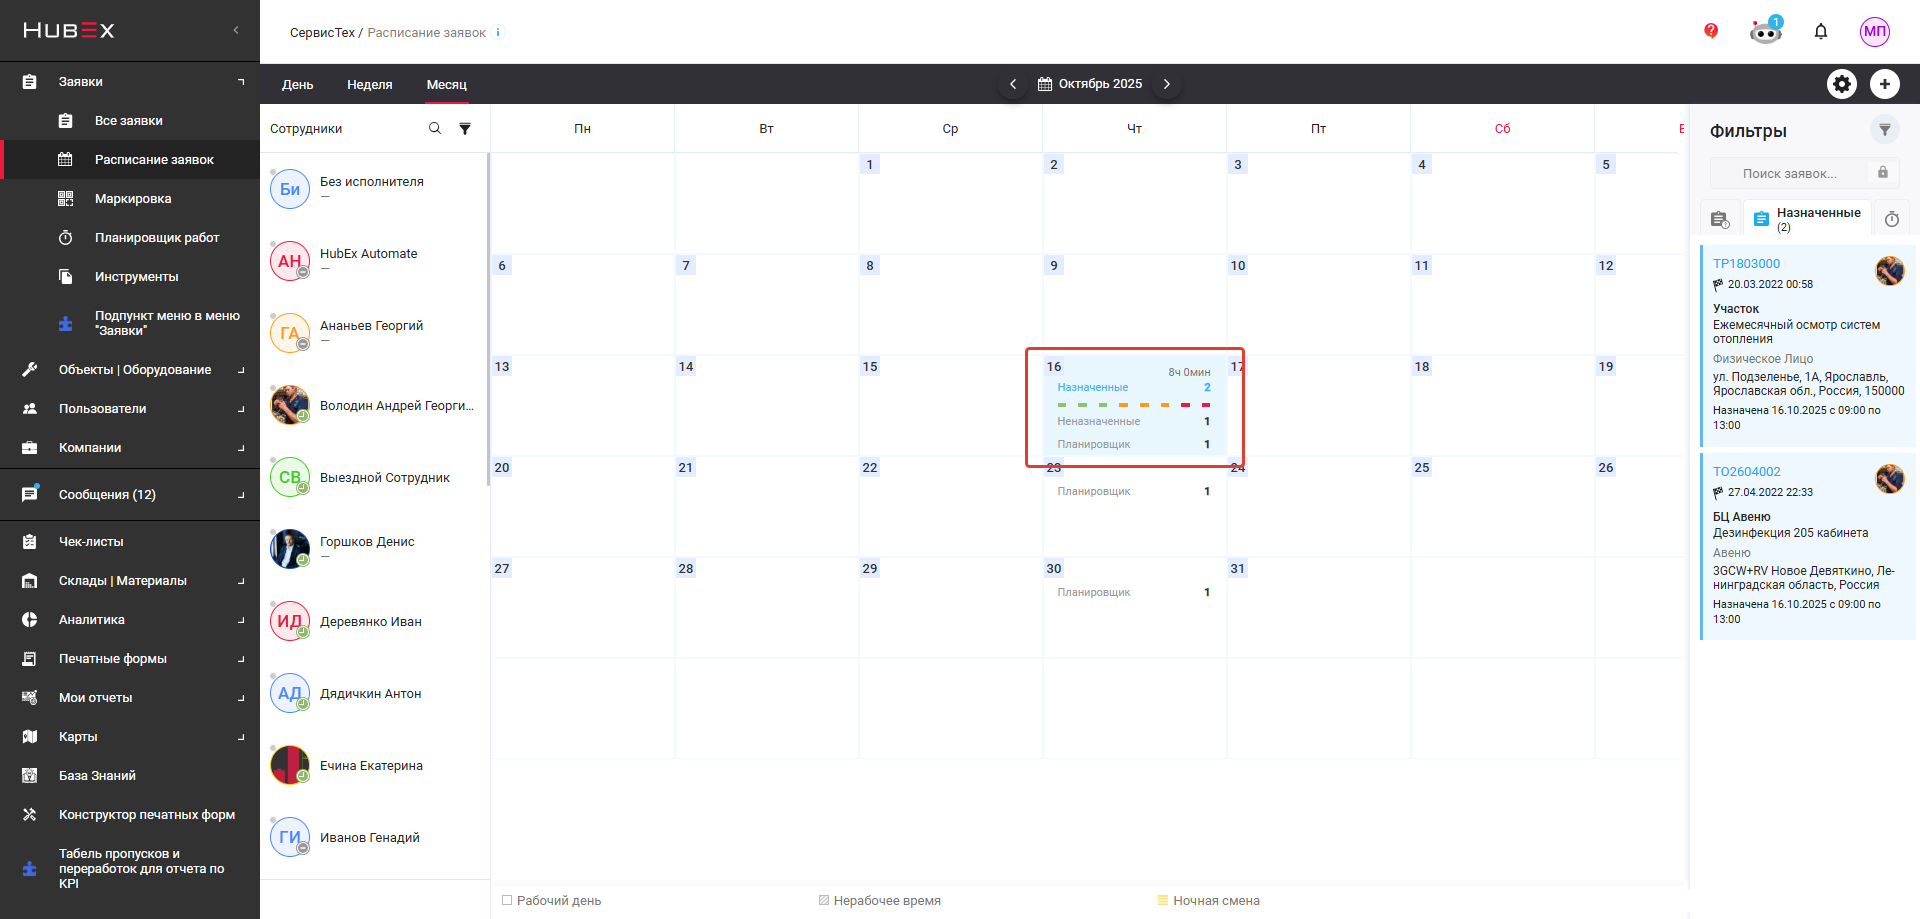 HUBEX
Заявки
Все заявки
Расписание заявок
Маркировка
Планировщик работ
Инструменты
Подпункт меню в меню
"Заявки"
Объекты | Оборудование
Пользователи
Компании
Сообщения (12)
Чек-листы
Склады | Материалы
Аналитика
Печатные формы
Мои отчеты
Карты
База Знаний
Конструктор печатных форм
Табель пропусков и
переработок для отчета по
KPI
СервисТех / Расписание заявок i
?
1
МП
День Неделя Месяц
Октябрь 2025
Сотрудники
Би Без исполнителя
—
АН HubEx Automate
—
ГА Ананьев Георгий
—
Володин Андрей Георги...
СВ Выездной Сотрудник
Горшков Денис
—
ИД Деревянко Иван
АД Дядичкин Антон
Ечина Екатерина
ГИ Иванов Генадий
Пн Вт Ср Чт Пт Сб
1 2 3 4 5
6 7 8 9 10 11 12
13 14 15 16 17 18 19
8ч 0мин
Назначенные 2
Неназначенные 1
Планировщик 1
20 21 22 23 24 25 26
Планировщик 1
27 28 29 30 31
Планировщик 1
Рабочий день Нерабочее время Ночная смена
Фильтры
Поиск заявок...
Назначенные
(2)
ТР1803000
20.03.2022 00:58
Участок
Ежемесячный осмотр систем
отопления
Физическое Лицо
ул. Подзеленье, 1А, Ярославль,
Ярославская обл., Россия, 150000
Назначена 16.10.2025 с 09:00 по
13:00
ТО2604002
27.04.2022 22:33
БЦ Авеню
Дезинфекция 205 кабинета
Авеню
3GCW+RV Новое Девяткино, Ле-
нинградская область, Россия
Назначена 16.10.2025 с 09:00 по
13:00